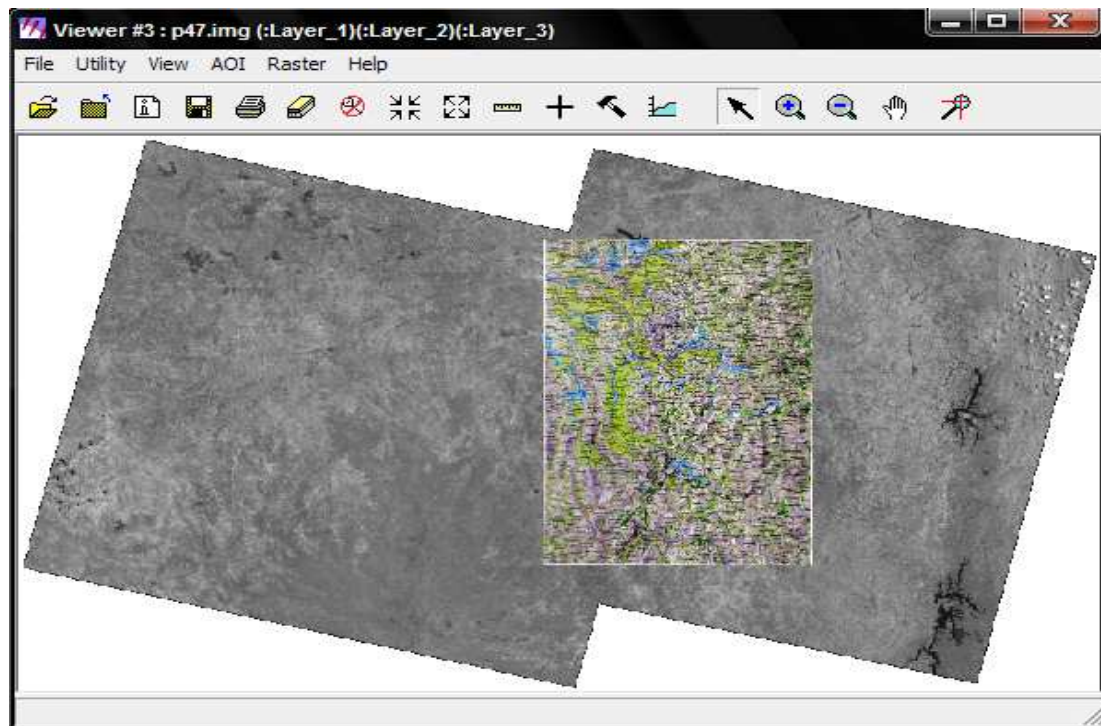 Viewer #3 : p47.img (:Layer_1)(:Layer_2)(:Layer_3)
File Utility View AOI Raster Help